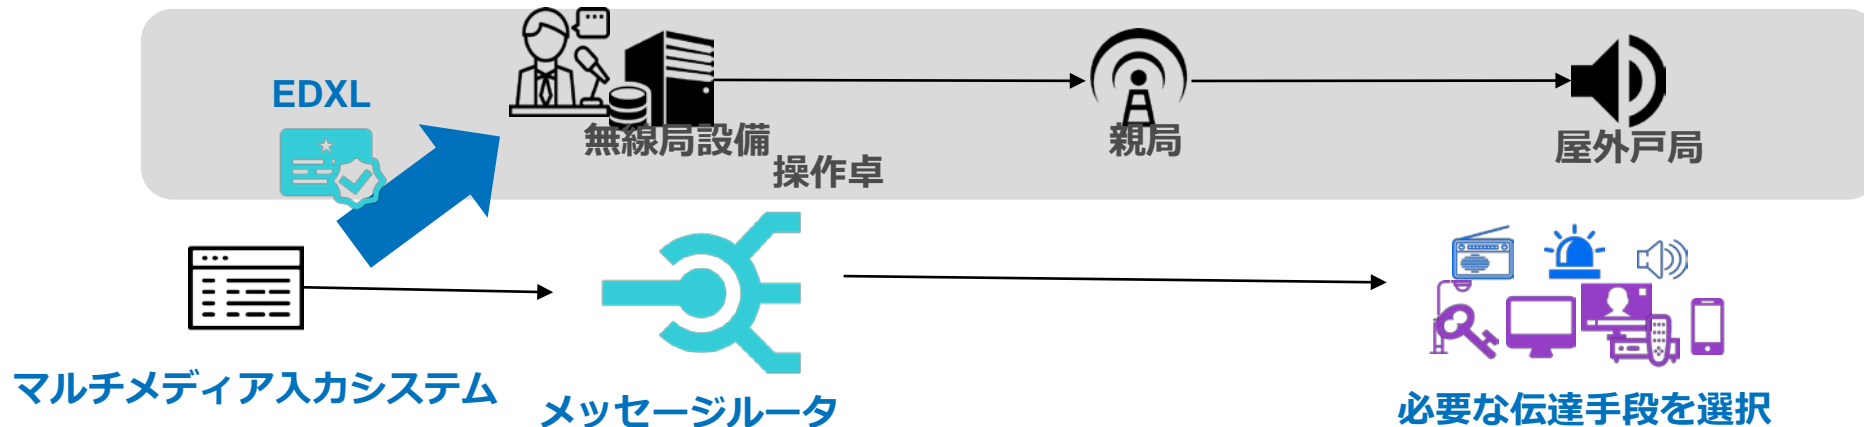 EDXL
無線局設備
操作卓
親局
屋外戸局
マルチメディア入力システム
メッセージルータ
必要な伝達手段を選択